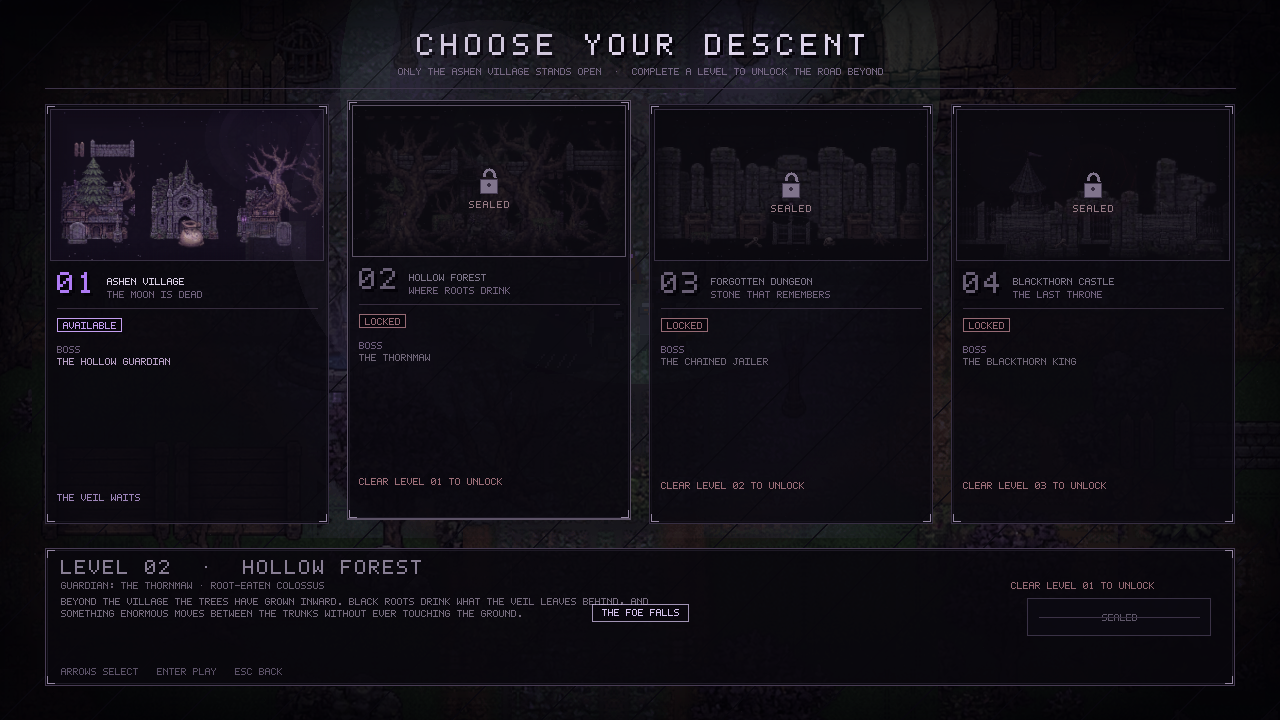 CHOOSE YOUR DESCENT
ONLY THE ASHEN VILLAGE STANDS OPEN · COMPLETE A LEVEL TO UNLOCK THE ROAD BEYOND
01
ASHEN VILLAGE
THE MOON IS DEAD
AVAILABLE
BOSS
THE HOLLOW GUARDIAN
THE VEIL WAITS
SEALED
02
HOLLOW FOREST
WHERE ROOTS DRINK
LOCKED
BOSS
THE THORNMAW
CLEAR LEVEL 01 TO UNLOCK
SEALED
03
FORGOTTEN DUNGEON
STONE THAT REMEMBERS
LOCKED
BOSS
THE CHAINED JAILER
CLEAR LEVEL 02 TO UNLOCK
SEALED
04
BLACKTHORN CASTLE
THE LAST THRONE
LOCKED
BOSS
THE BLACKTHORN KING
CLEAR LEVEL 03 TO UNLOCK
LEVEL 02 · HOLLOW FOREST
GUARDIAN: THE THORNMAW · ROOT-EATEN COLOSSUS
BEYOND THE VILLAGE THE TREES HAVE GROWN INWARD. BLACK ROOTS DRINK WHAT THE VEIL LEAVES BEHIND, AND
SOMETHING ENORMOUS MOVES BETWEEN THE TRUNKS WITHOUT EVER TOUCHING THE GROUND.
THE FOE FALLS
CLEAR LEVEL 01 TO UNLOCK
SEALED
ARROWS SELECT ENTER PLAY ESC BACK